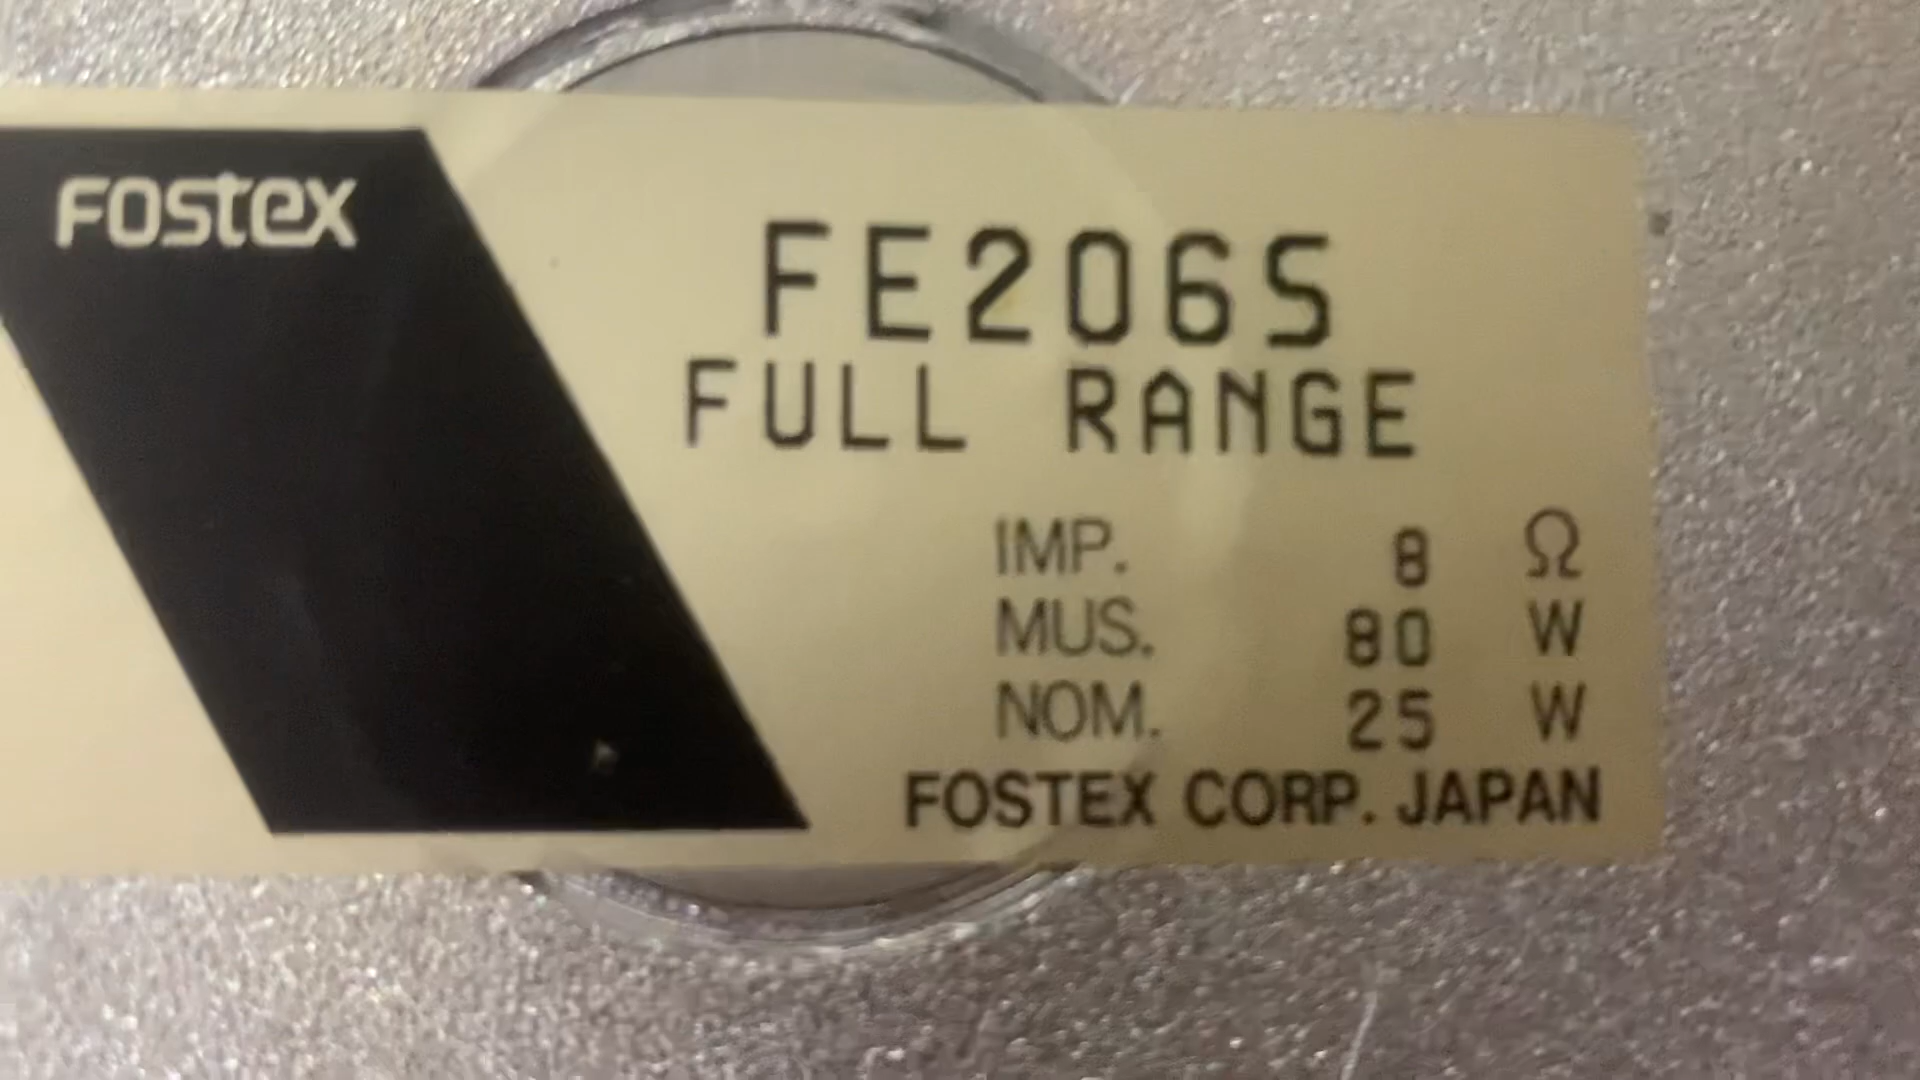 FOSTEX
FE206S
FULL RANGE
IMP. 8 Ω
MUS. 80 W
NOM. 25 W
FOSTEX CORP. JAPAN